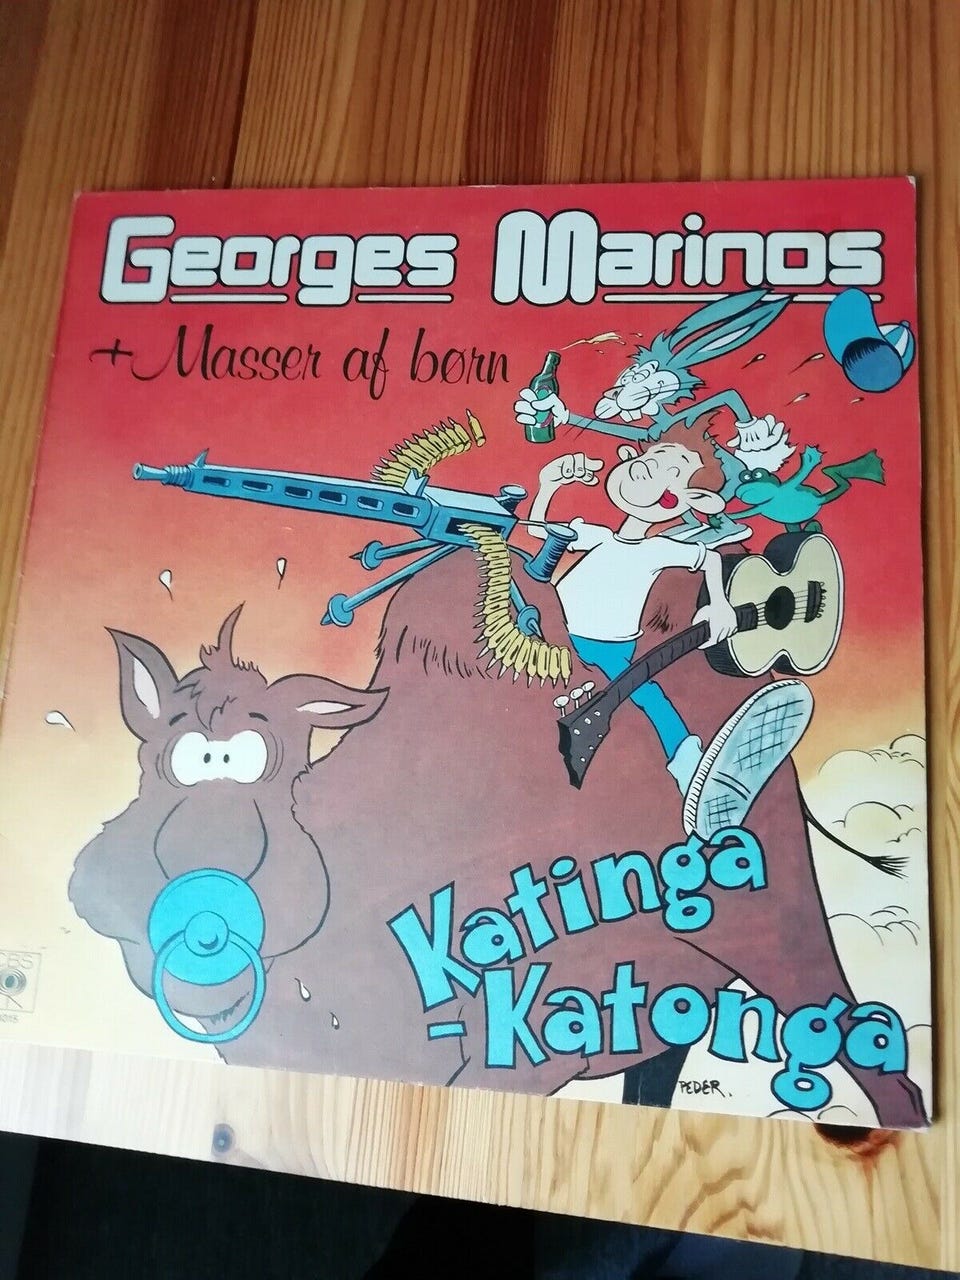 Georges Marinos
+ Masser af børn
Katinga
-Katonga
CBS
PEDER.